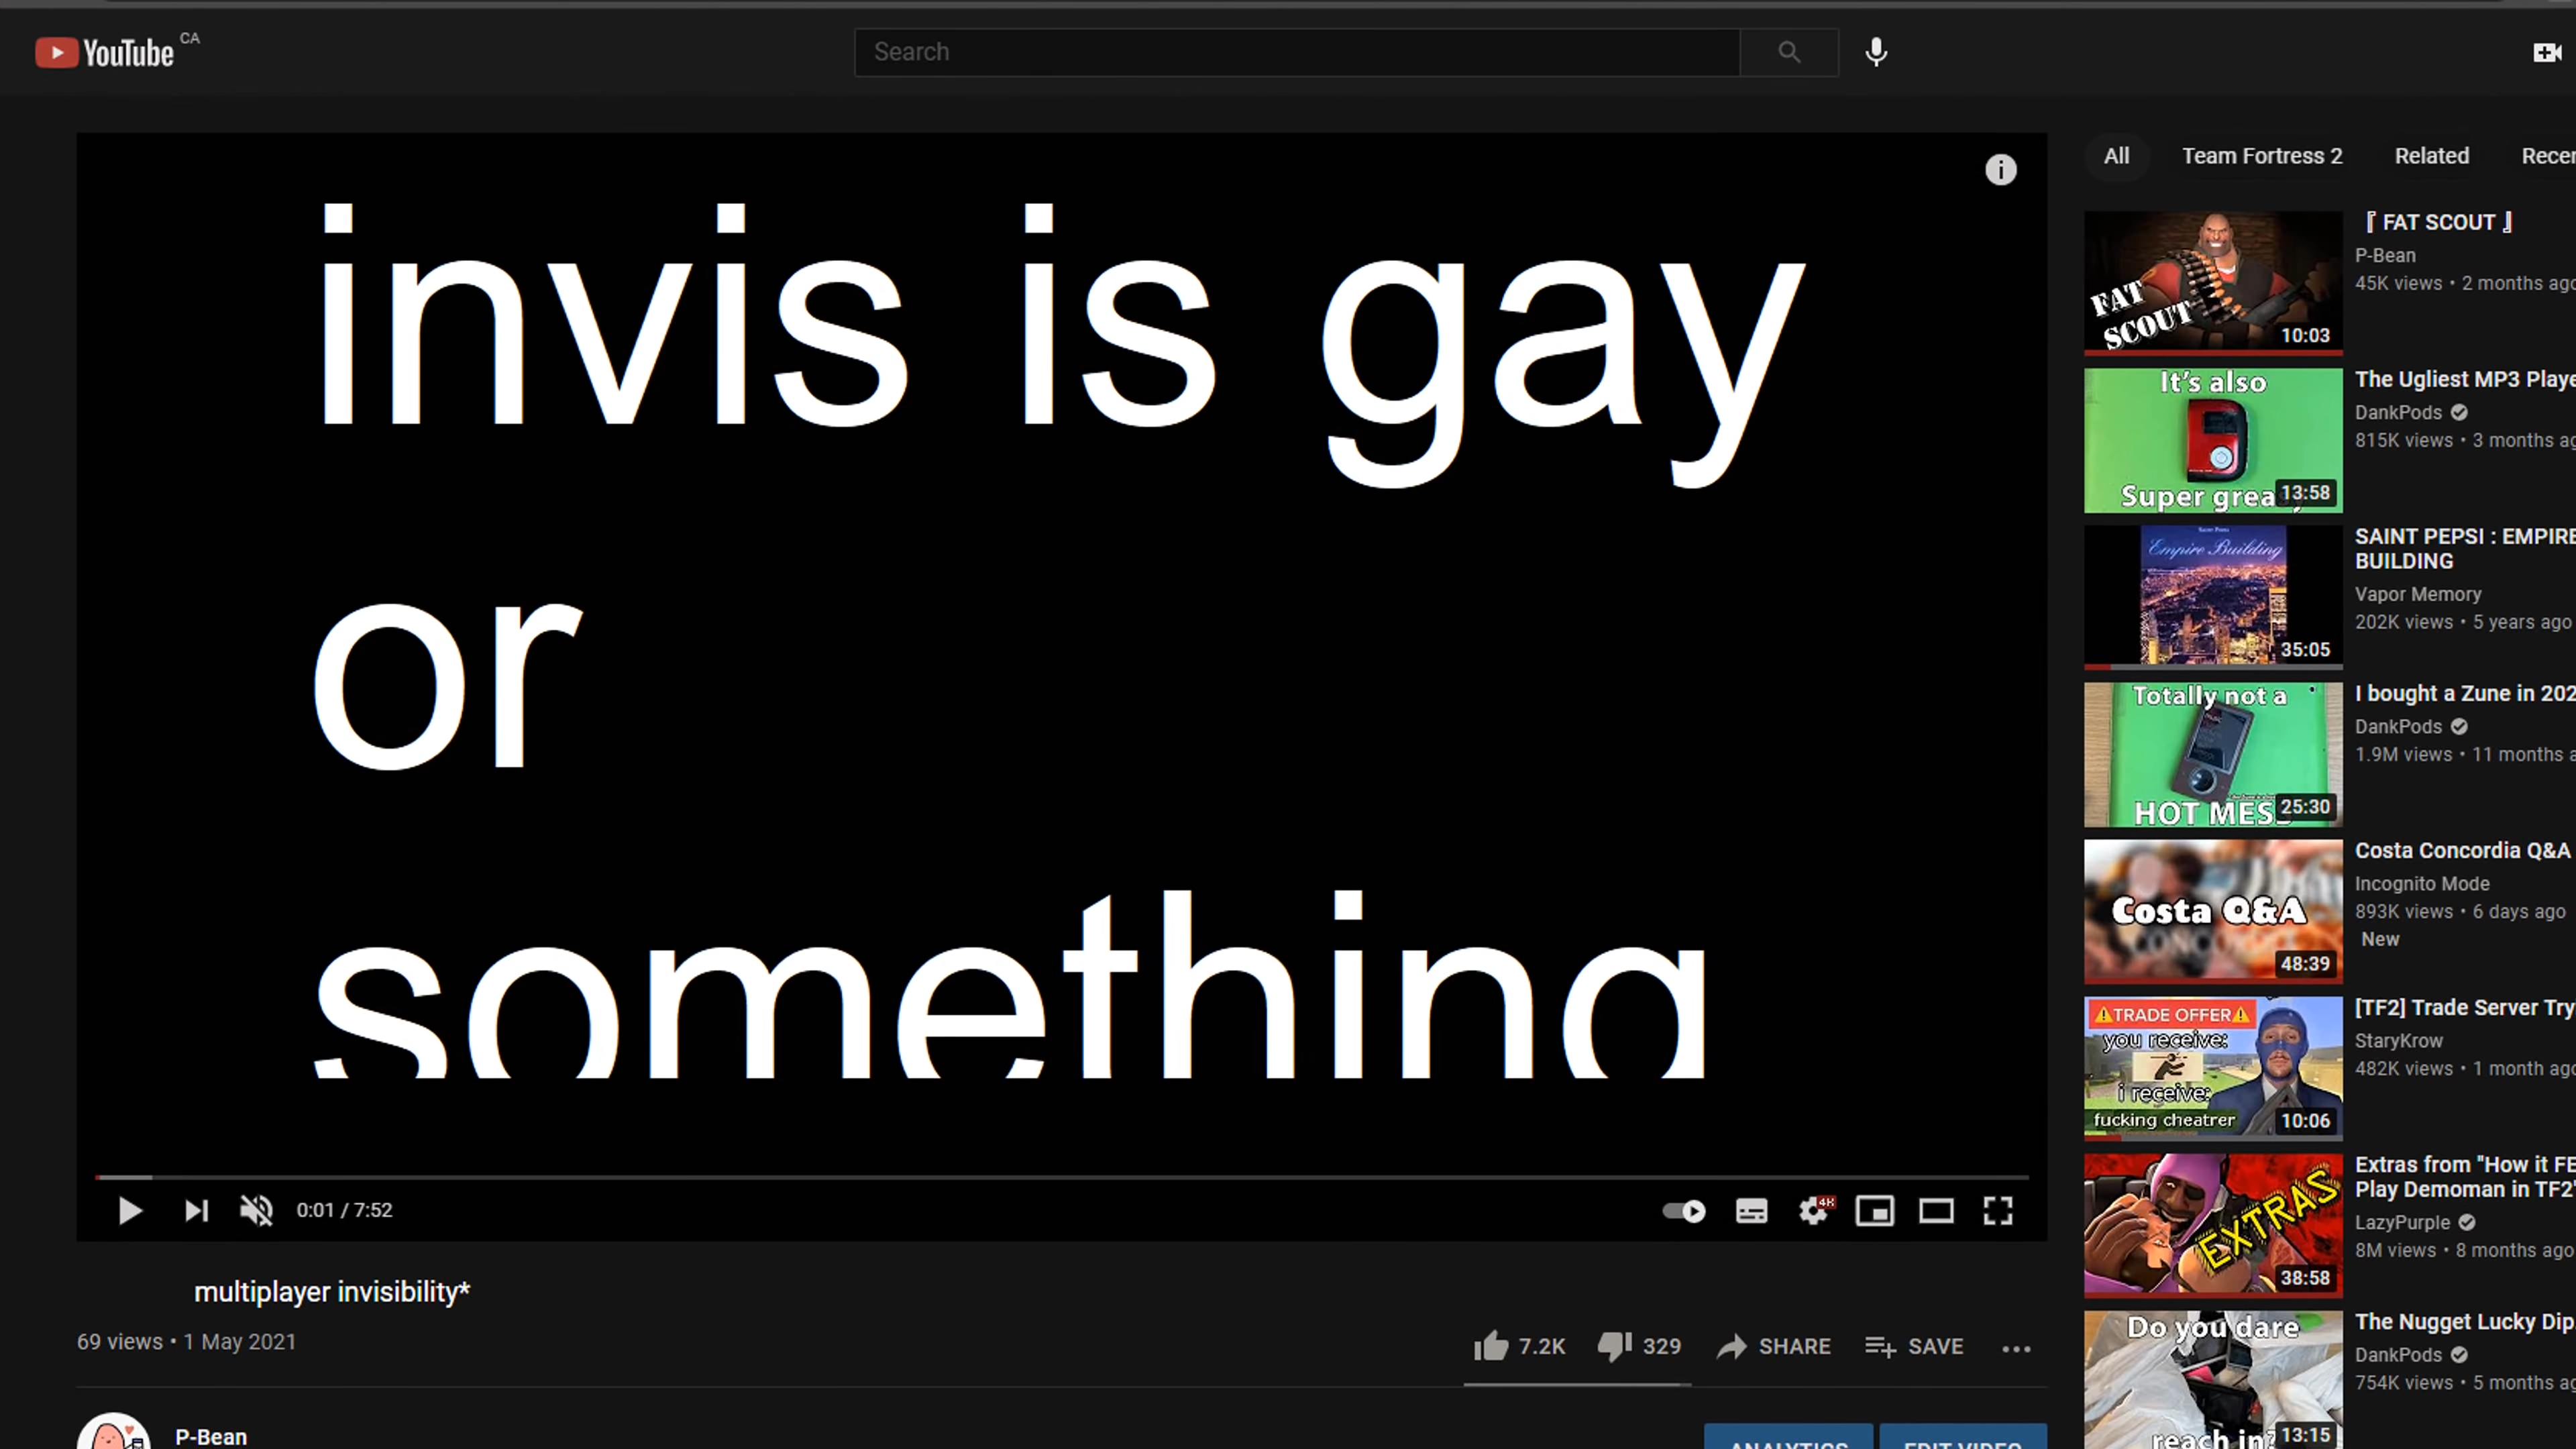 YouTube CA
Search
invis is gay
or
something
0:01 / 7:52
4K
multiplayer invisibility*
69 views • 1 May 2021
7.2K
329
SHARE
SAVE
P-Bean
ANALYTICS
EDIT VIDEO
All
Team Fortress 2
Related
FAT
SCOUT
10:03
『 FAT SCOUT 』
P-Bean
45K views • 2 months ago
It's also
Super grea
13:58
The Ugliest MP3 Playe
DankPods
815K views • 3 months ag
Saint Pepsi
Empire Building
35:05
SAINT PEPSI : EMPIRE
BUILDING
Vapor Memory
202K views • 5 years ago
Totally not a
HOT MESS
25:30
I bought a Zune in 202
DankPods
1.9M views • 11 months a
Costa Q&A
48:39
Costa Concordia Q&A
Incognito Mode
893K views • 6 days ago
New
⚠TRADE OFFER⚠
you receive:
i receive:
fucking cheatrer
10:06
[TF2] Trade Server Try
StaryKrow
482K views • 1 month ago
EXTRAS
38:58
Extras from "How it FE
Play Demoman in TF2"
LazyPurple
8M views • 8 months ago
Do you dare
reach in?
13:15
The Nugget Lucky Dip
DankPods
754K views • 5 months ago